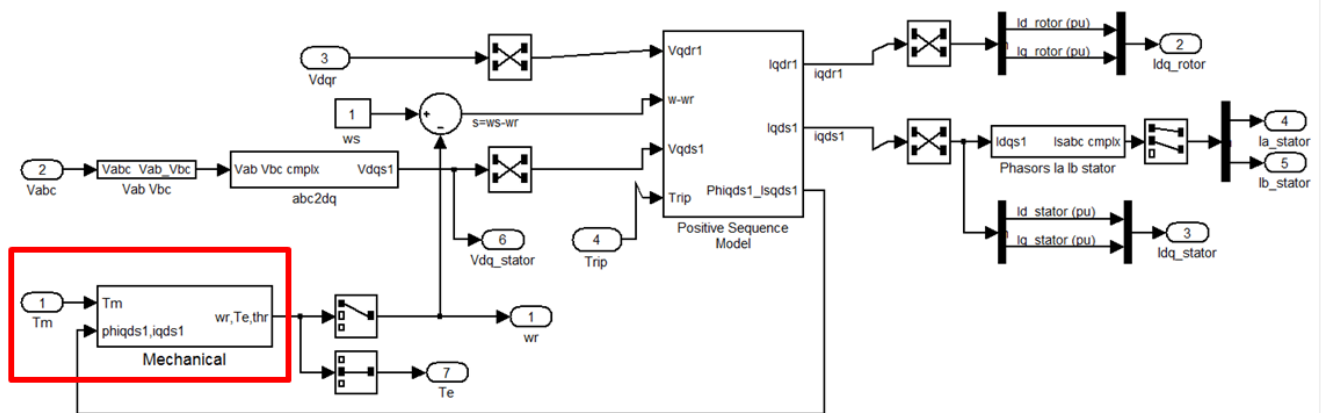 3
Vdqr
1
ws
+
-
s=ws-wr
2
Vabc
Vabc Vab_Vbc
Vab Vbc
Vab Vbc cmplx Vdqs1
abc2dq
6
Vdq_stator
Vqdr1
w-wr
Vqds1
Trip
Iqdr1
Iqds1
Phiqds1_Isqds1
Positive Sequence
Model
4
Trip
iqdr1
iqds1
Id_rotor (pu)
Iq_rotor (pu)
2
Idq_rotor
Idqs1 Isabc cmplx
Phasors Ia Ib stator
4
Ia_stator
5
Ib_stator
Id_stator (pu)
Iq_stator (pu)
3
Idq_stator
1
Tm
Tm
phiqds1,iqds1
wr,Te,thr
Mechanical
1
wr
7
Te